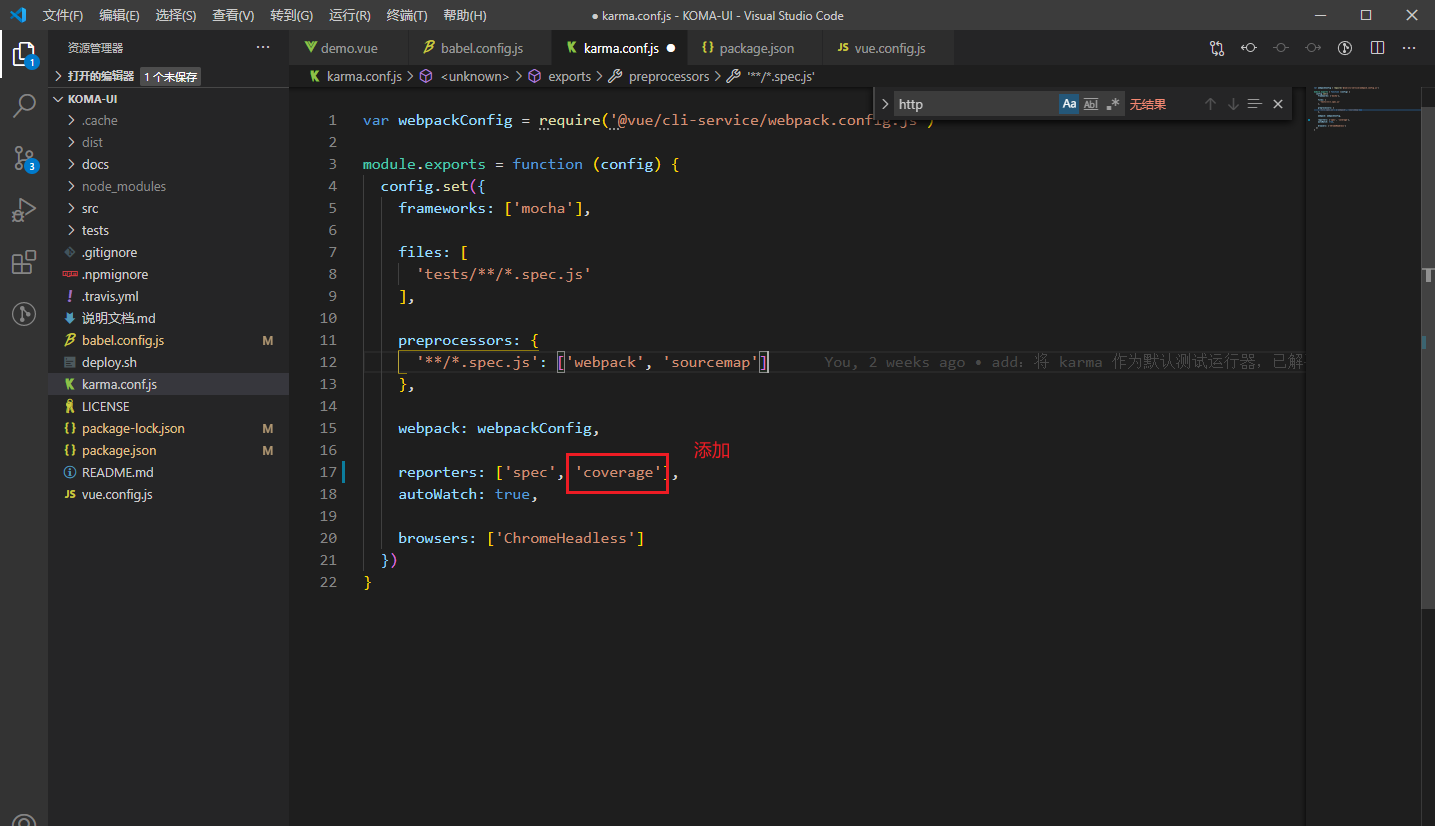 文件(F) 编辑(E) 选择(S) 查看(V) 转到(G) 运行(R) 终端(T) 帮助(H) ● karma.conf.js - KOMA-UI - Visual Studio Code
资源管理器 ···
demo.vue babel.config.js karma.conf.js ● package.json vue.config.js
打开的编辑器 1 个未保存
karma.conf.js > <unknown> > exports > preprocessors > '**/*.spec.js'
http Aa Abl .* 无结果
KOMA-UI
.cache
dist
docs
node_modules
src
tests
.gitignore
.npmignore
.travis.yml
说明文档.md
babel.config.js M
deploy.sh
karma.conf.js
LICENSE
package-lock.json M
package.json M
README.md
vue.config.js
1
3
1 var webpackConfig = require('@vue/cli-service/webpack.config.js')
2
3 module.exports = function (config) {
4 config.set({
5 frameworks: ['mocha'],
6
7 files: [
8 'tests/**/*.spec.js'
9 ],
10
11 preprocessors: {
12 '**/*.spec.js': ['webpack', 'sourcemap'] You, 2 weeks ago • add：将 karma 作为默认测试运行器，已解
13 },
14
15 webpack: webpackConfig,
16
添加
17 reporters: ['spec', 'coverage'],
18 autoWatch: true,
19
20 browsers: ['ChromeHeadless']
21 })
22 }